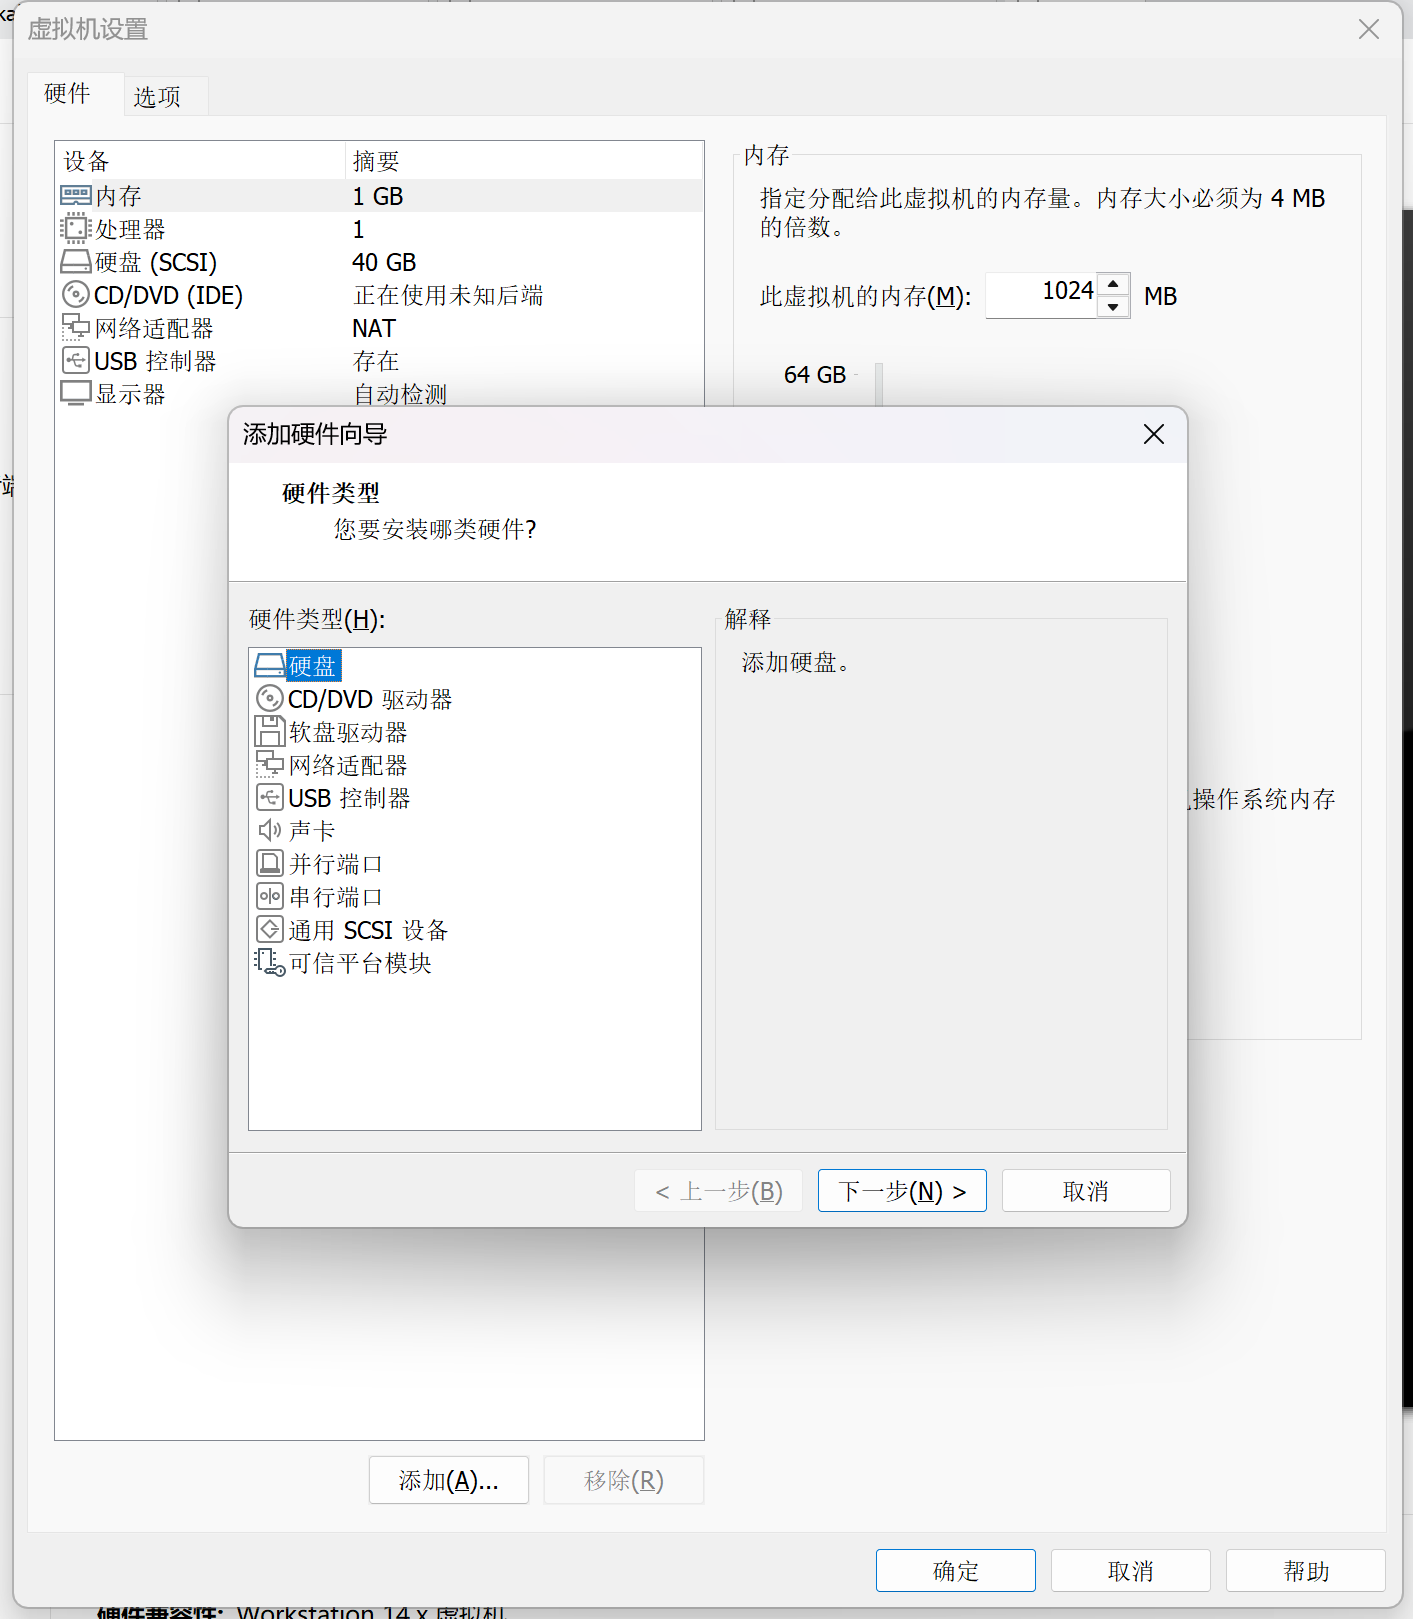 虚拟机设置
硬件
选项
设备 摘要
内存 1 GB
处理器 1
硬盘 (SCSI) 40 GB
CD/DVD (IDE) 正在使用未知后端
网络适配器 NAT
USB 控制器 存在
显示器 自动检测
内存
指定分配给此虚拟机的内存量。内存大小必须为 4 MB
的倍数。
此虚拟机的内存(M): 1024 MB
64 GB
操作系统内存
添加硬件向导
硬件类型
您要安装哪类硬件?
硬件类型(H):
硬盘
CD/DVD 驱动器
软盘驱动器
网络适配器
USB 控制器
声卡
并行端口
串行端口
通用 SCSI 设备
可信平台模块
解释
添加硬盘。
< 上一步(B)
下一步(N) >
取消
添加(A)...
移除(R)
确定
取消
帮助
硬件兼容性: Workstation 14.x 虚拟机